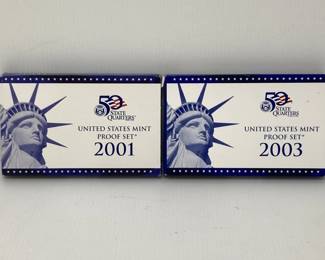 50
STATE
QUARTERS
UNITED STATES MINT
PROOF SET
2001
50
STATE
QUARTERS
UNITED STATES MINT
PROOF SET
2003